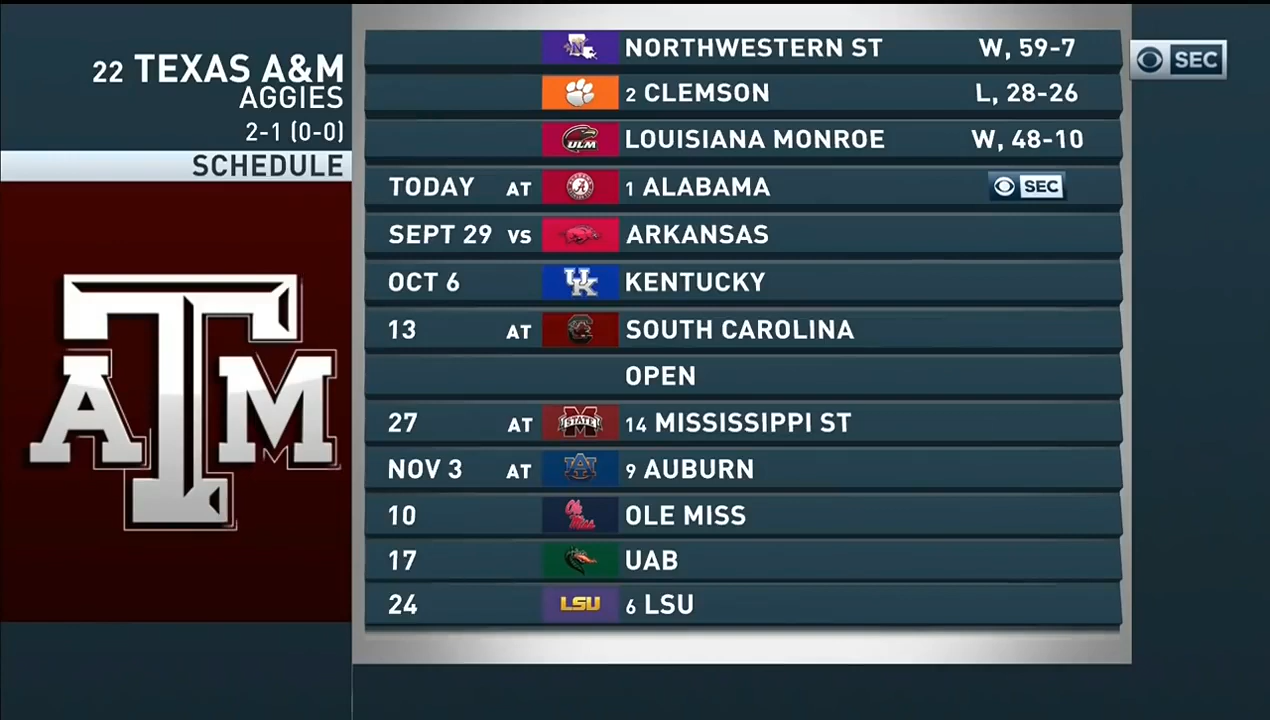 22 TEXAS A&M
AGGIES
2-1 (0-0)
SCHEDULE
ATM
SEC
N NORTHWESTERN ST W, 59-7
2 CLEMSON L, 28-26
ULM LOUISIANA MONROE W, 48-10
TODAY AT A 1 ALABAMA SEC
SEPT 29 VS ARKANSAS
OCT 6 UK KENTUCKY
13 AT C SOUTH CAROLINA
OPEN
27 AT M STATE 14 MISSISSIPPI ST
NOV 3 AT AU 9 AUBURN
10 Ole Miss OLE MISS
17 UAB
24 LSU 6 LSU